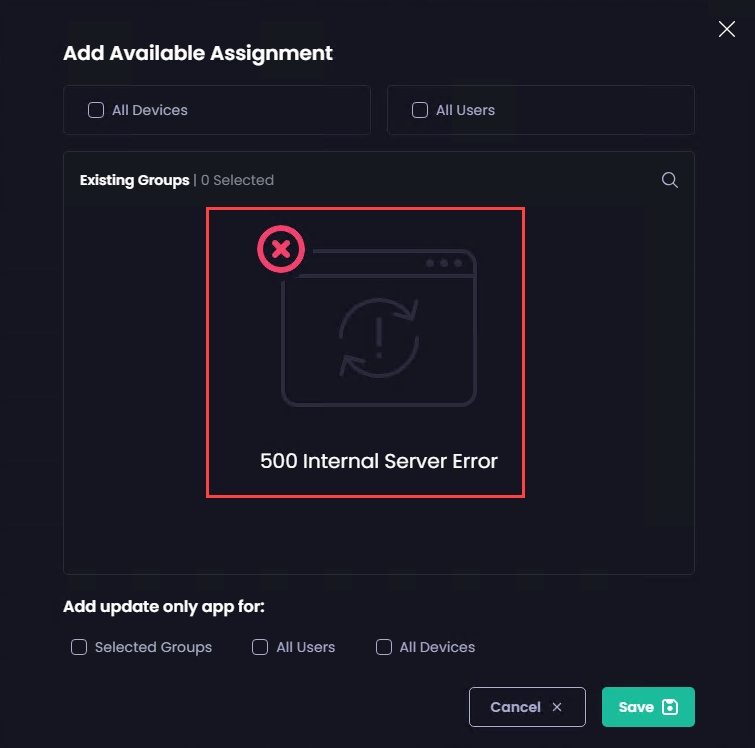 Add Available Assignment
All Devices
All Users
Existing Groups | 0 Selected
500 Internal Server Error
Add update only app for:
Selected Groups
All Users
All Devices
Cancel
Save